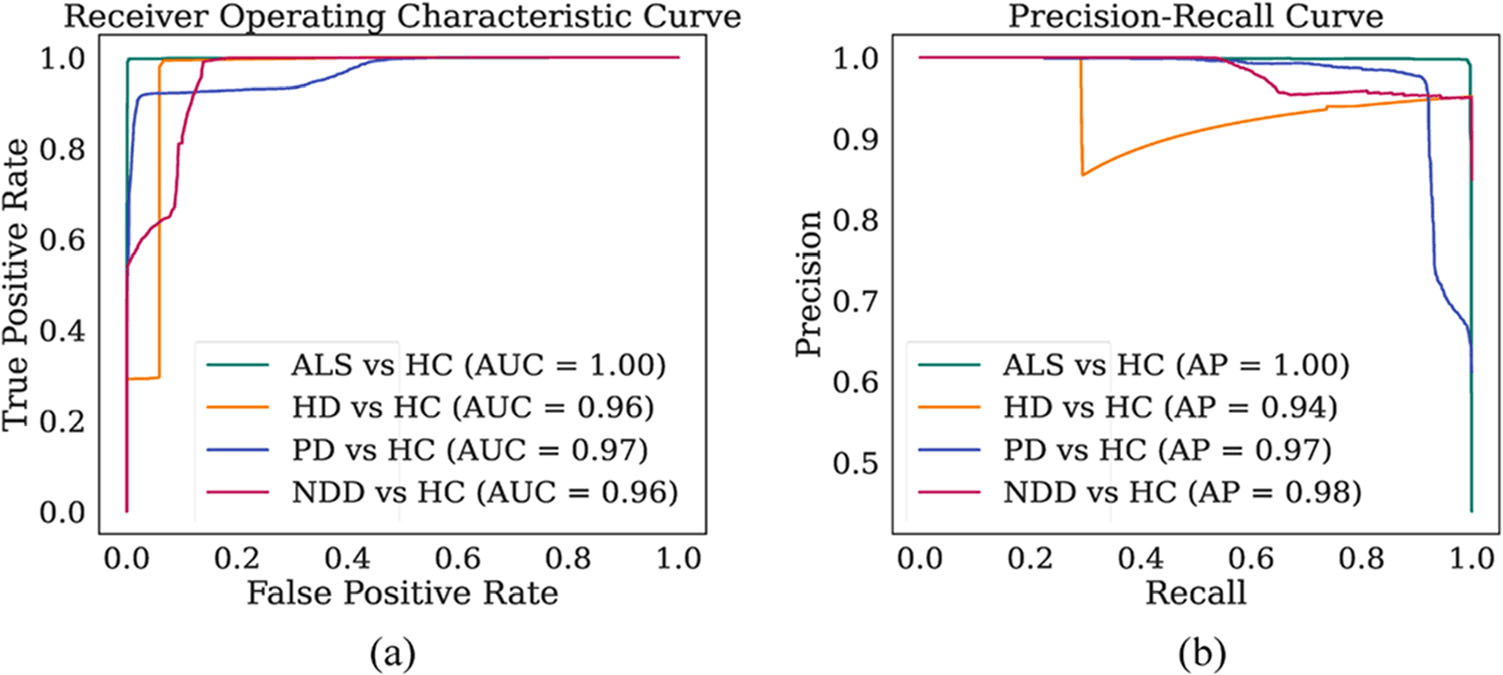 Receiver Operating Characteristic Curve
True Positive Rate
1.0
0.8
0.6
0.4
0.2
0.0
ALS vs HC (AUC = 1.00)
HD vs HC (AUC = 0.96)
PD vs HC (AUC = 0.97)
NDD vs HC (AUC = 0.96)
0.0 0.2 0.4 0.6 0.8 1.0
False Positive Rate
(a)
Precision-Recall Curve
Precision
1.0
0.9
0.8
0.7
0.6
0.5
ALS vs HC (AP = 1.00)
HD vs HC (AP = 0.94)
PD vs HC (AP = 0.97)
NDD vs HC (AP = 0.98)
0.0 0.2 0.4 0.6 0.8 1.0
Recall
(b)